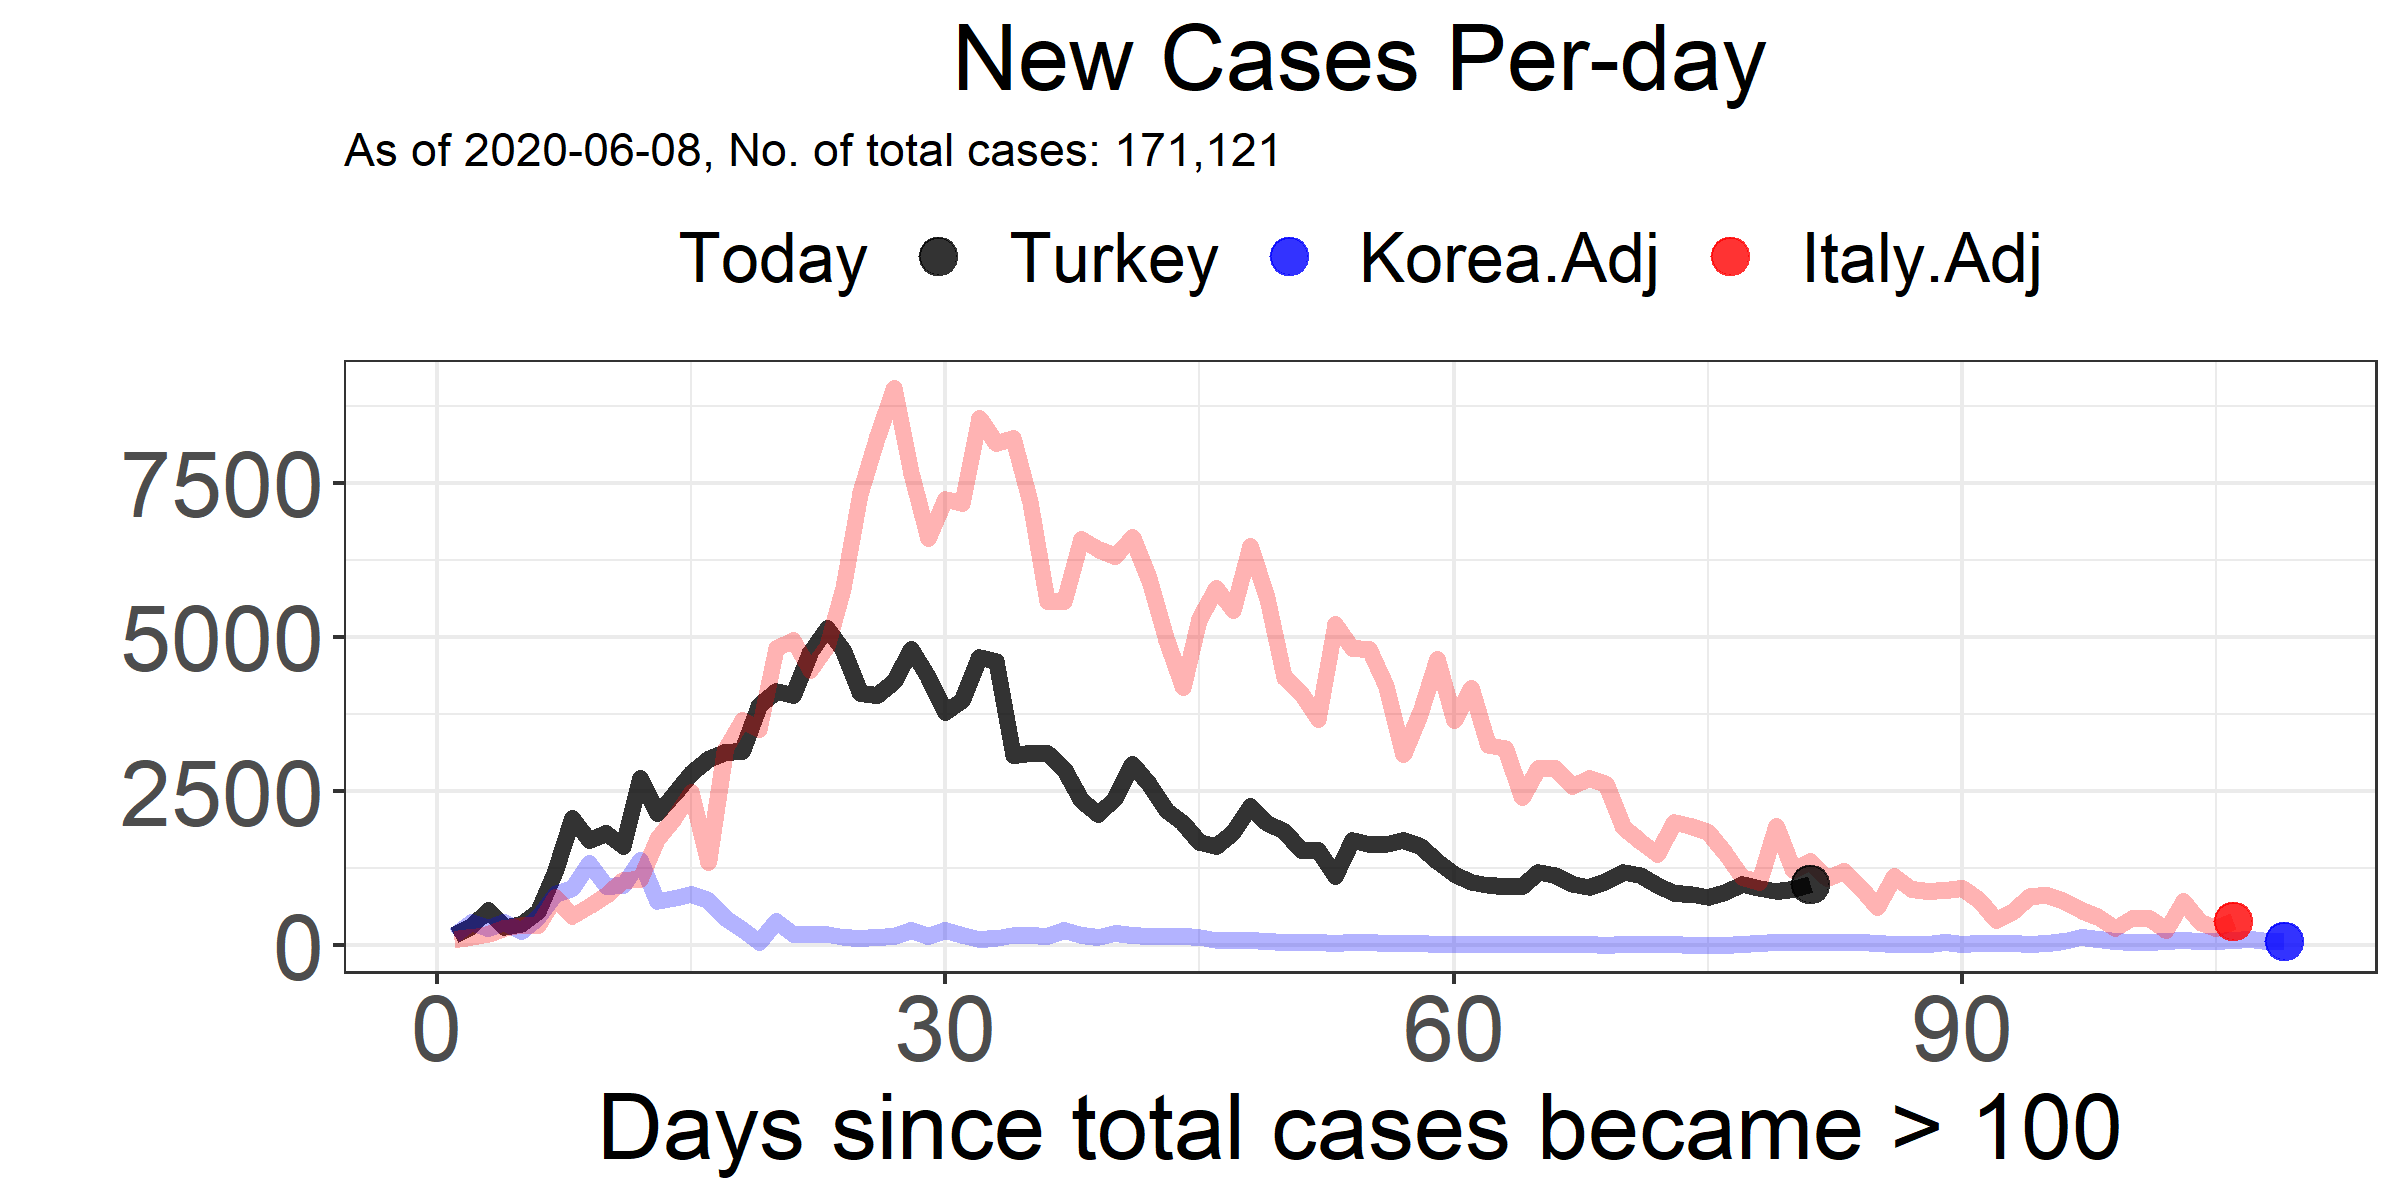 New Cases Per-day
As of 2020-06-08, No. of total cases: 171,121
Today Turkey Korea.Adj Italy.Adj
7500
5000
2500
0
0 30 60 90
Days since total cases became > 100